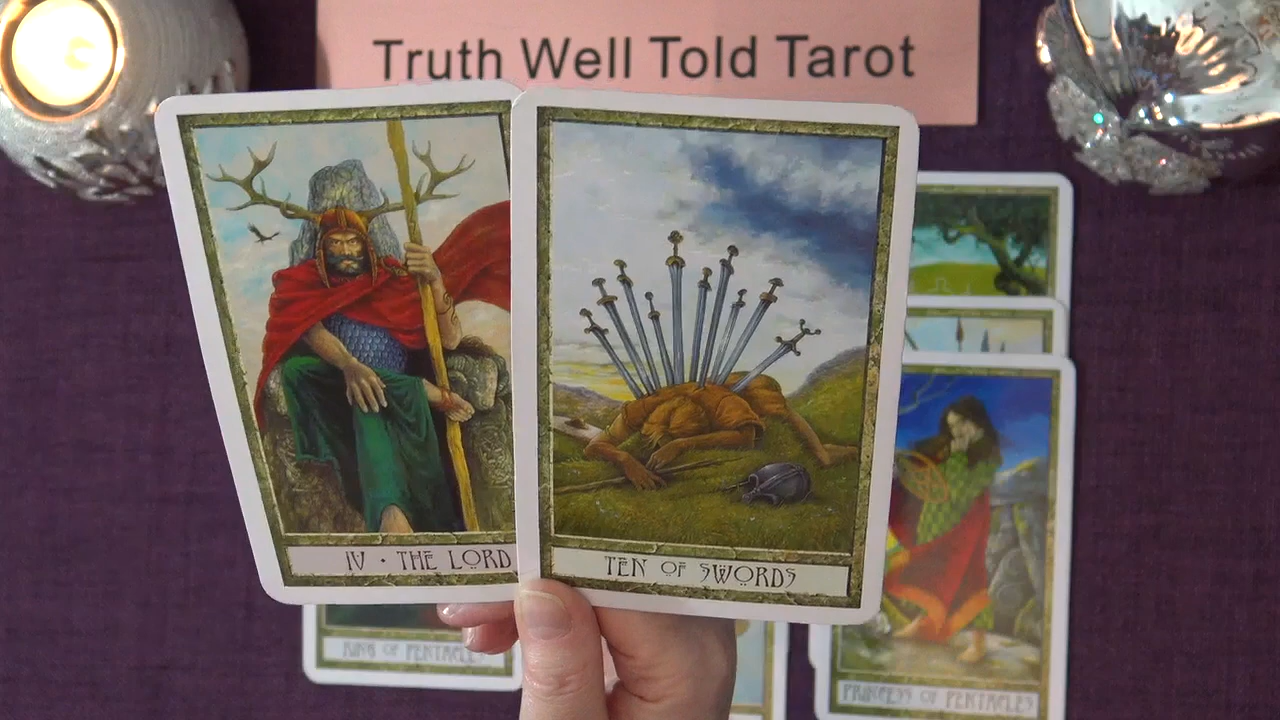 Truth Well Told Tarot
IV · THE LORD
TEN OF SWORDS
KING OF PENTACLES
PRINCESS OF PENTACLES